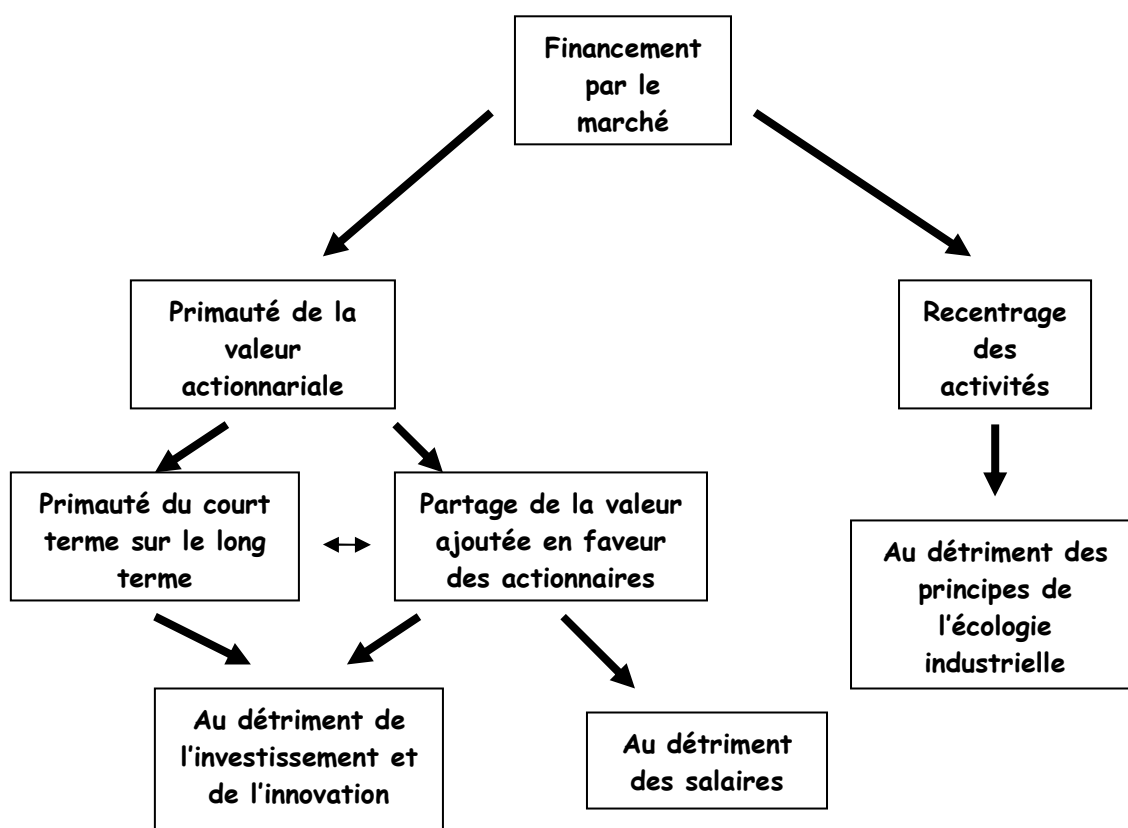 Financement
par le
marché
Primauté de la
valeur
actionnariale
Recentrage
des
activités
Primauté du court
terme sur le long
terme
Partage de la valeur
ajoutée en faveur
des actionnaires
Au détriment des
principes de
l'écologie
industrielle
Au détriment de
l'investissement et
de l'innovation
Au détriment
des salaires